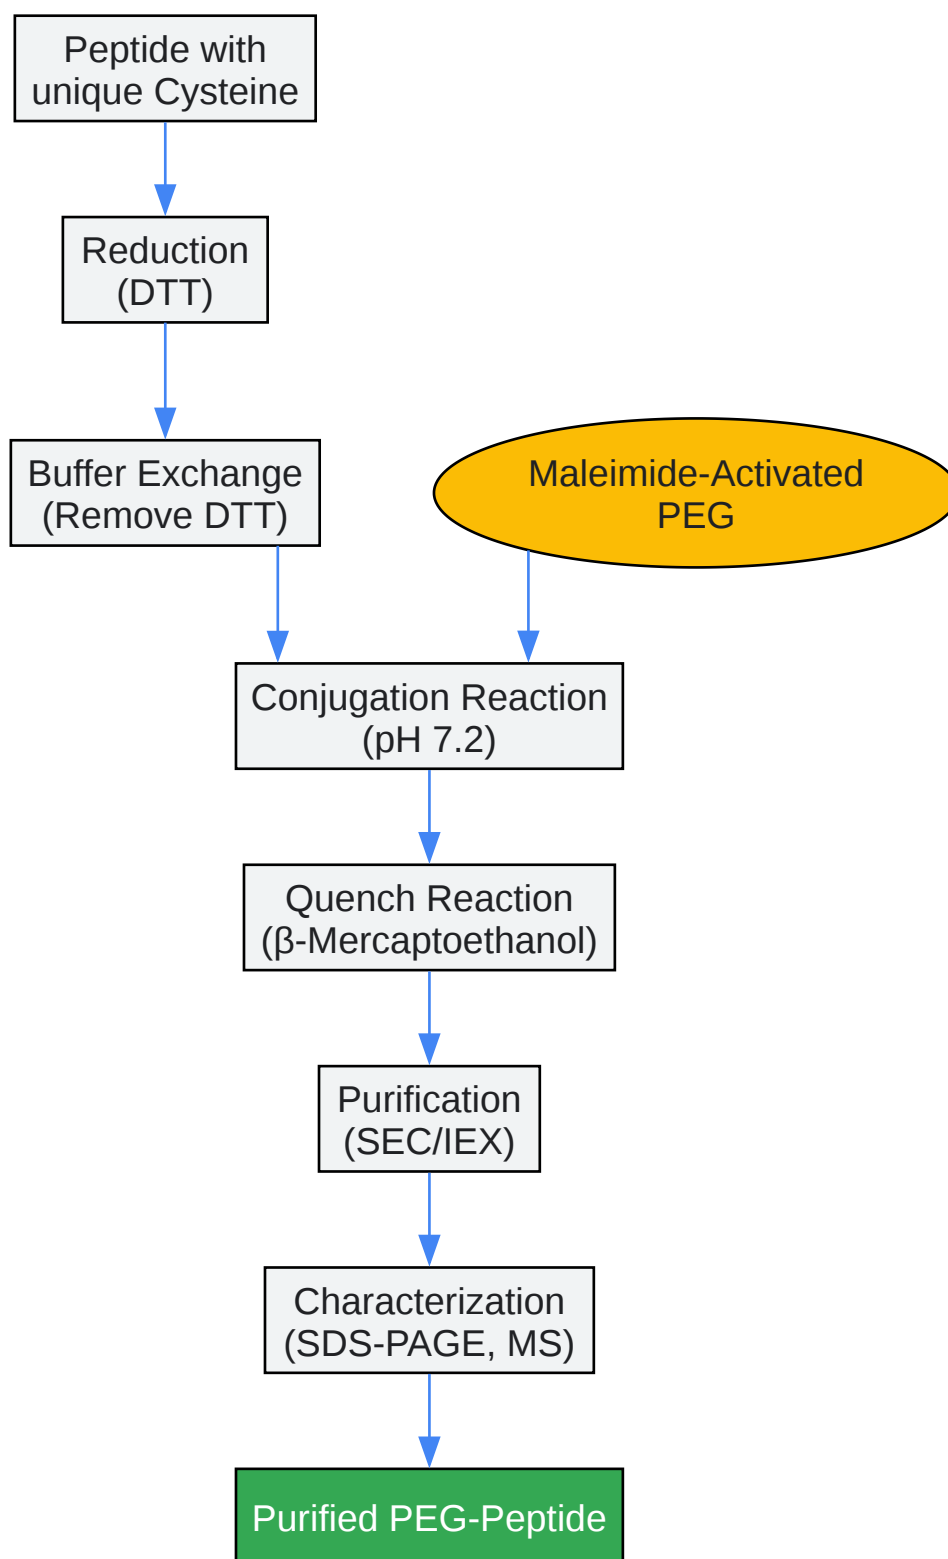 Peptide with
unique Cysteine
Reduction
(DTT)
Buffer Exchange
(Remove DTT)
Maleimide-Activated
PEG
Conjugation Reaction
(pH 7.2)
Quench Reaction
(β-Mercaptoethanol)
Purification
(SEC/IEX)
Characterization
(SDS-PAGE, MS)
Purified PEG-Peptide